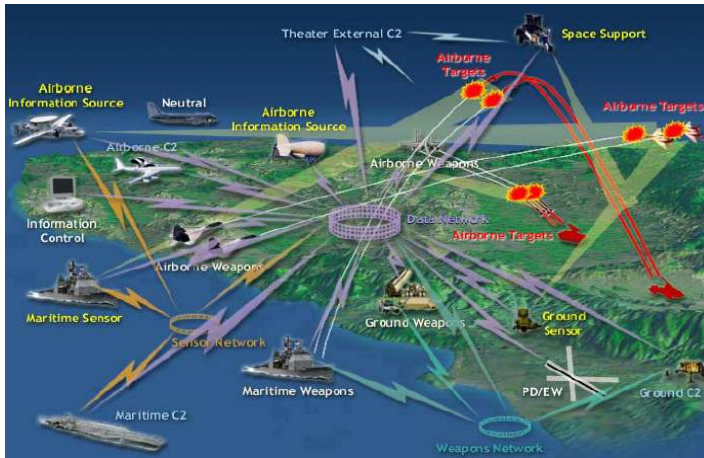 Theater External C2
Space Support
Airborne
Targets
Airborne
Information Source
Neutral
Airborne
Information Source
Airborne Targets
Airborne C2
Airborne Weapons
Information
Control
Data Network
Airborne Targets
Airborne Weapons
Maritime Sensor
Ground Weapons
Ground
Sensor
Sensor Network
Maritime Weapons
PD/EW
Ground C2
Maritime C2
Weapons Network